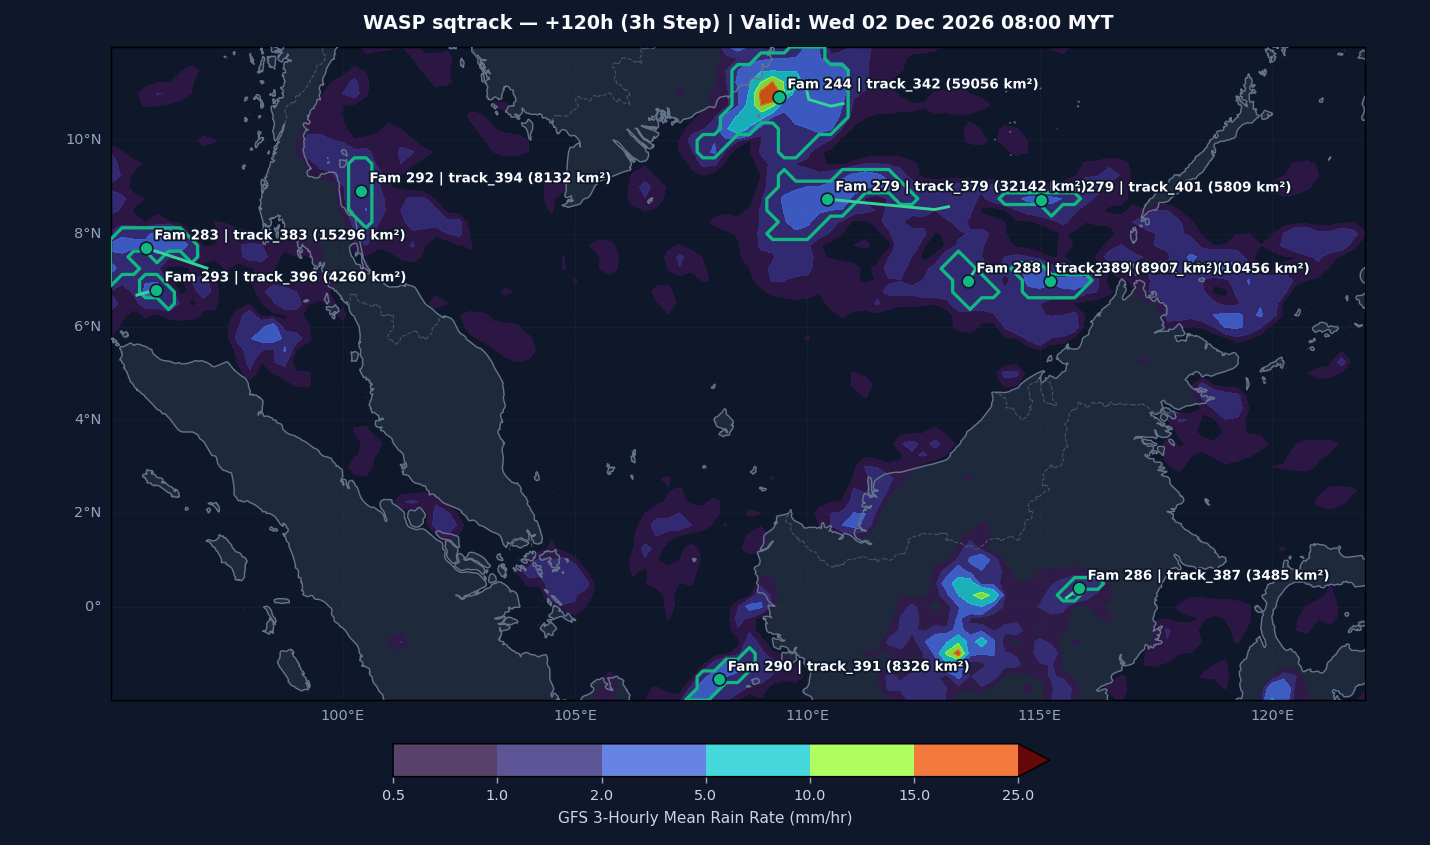 WASP sqtrack — +120h (3h Step) | Valid: Wed 02 Dec 2026 08:00 MYT
Fam 244 | track_342 (59056 km²)
10°N
Fam 292 | track_394 (8132 km²)
Fam 279 | track_379 (32142 km²)
279 | track_401 (5809 km²)
8°N
Fam 283 | track_383 (15296 km²)
Fam 288 | track
389 (8907 km²)
(10456 km²)
Fam 293 | track_396 (4260 km²)
6°N
4°N
2°N
Fam 286 | track_387 (3485 km²)
0°
Fam 290 | track_391 (8326 km²)
100°E 105°E 110°E 115°E 120°E
0.5 1.0 2.0 5.0 10.0 15.0 25.0
GFS 3-Hourly Mean Rain Rate (mm/hr)